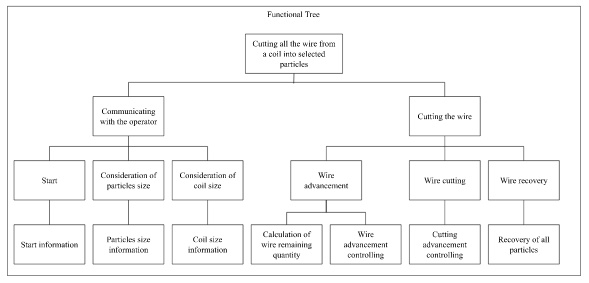 Functional Tree
Cutting all the wire from
a coil into selected
particles
Communicating
with the operator
Cutting the wire
Start
Consideration of
particles size
Consideration of
coil size
Wire
advancement
Wire cutting
Wire recovery
Start information
Particles size
information
Coil size
information
Calculation of
wire remaining
quantity
Wire
advancement
controlling
Cutting
advancement
controlling
Recovery of all
particles